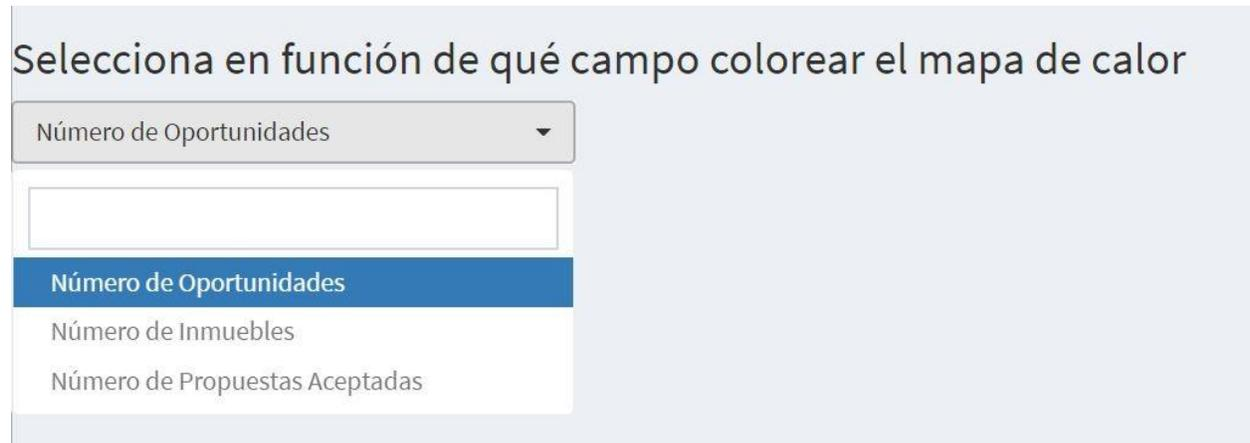 Selecciona en función de qué campo colorear el mapa de calor
Número de Oportunidades
Número de Oportunidades
Número de Inmuebles
Número de Propuestas Aceptadas